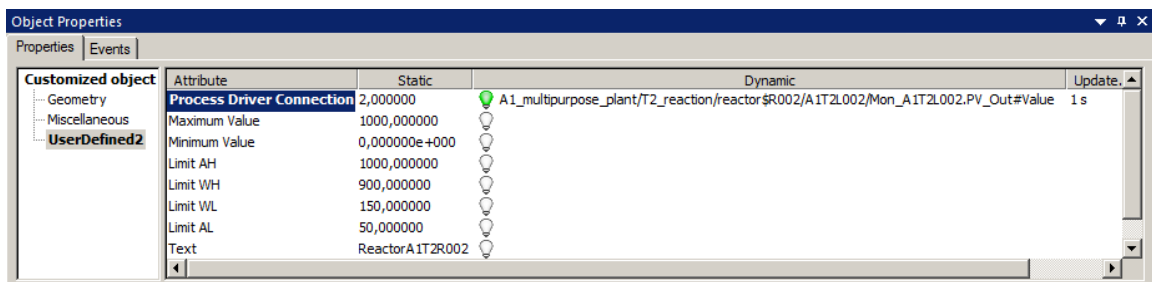 Object Properties
Properties Events
Customized object Attribute Static Dynamic Update.
Geometry Process Driver Connection 2,000000 A1_multipurpose_plant/T2_reaction/reactor$R002/A1T2L002/Mon_A1T2L002.PV_Out#Value 1 s
Miscellaneous Maximum Value 1000,000000
UserDefined2 Minimum Value 0,000000e+000
Limit AH 1000,000000
Limit WH 900,000000
Limit WL 150,000000
Limit AL 50,000000
Text ReactorA1T2R002